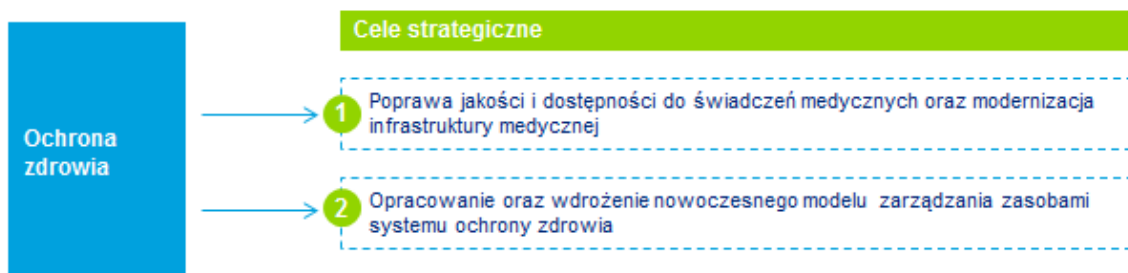 Cele strategiczne
Ochrona
zdrowia
1
Poprawa jakości i dostępności do świadczeń medycznych oraz modernizacja
infrastruktury medycznej
2
Opracowanie oraz wdrożenie nowoczesnego modelu zarządzania zasobami
systemu ochrony zdrowia